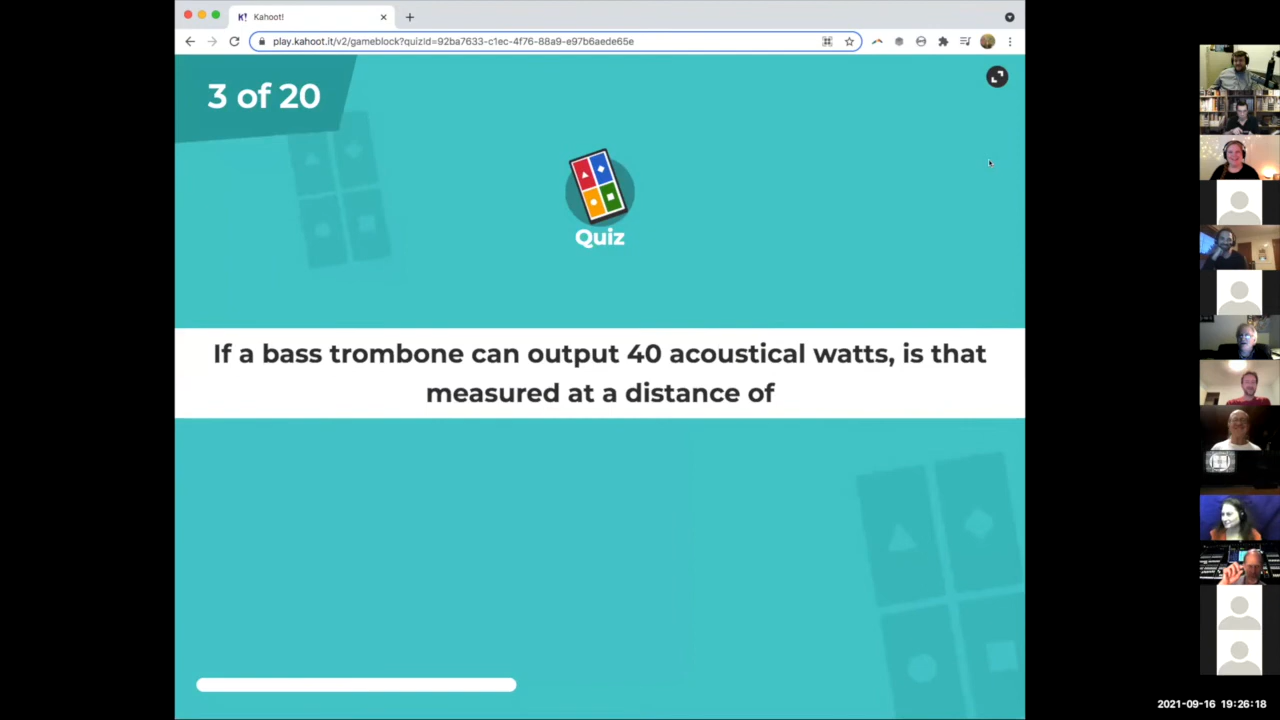 Kahoot!
play.kahoot.it/v2/gameblock?quizId=92ba7633-c1ec-4f76-88a9-e97b6aede65e
3 of 20
Quiz
If a bass trombone can output 40 acoustical watts, is that
measured at a distance of
2021-09-16 19:26:18